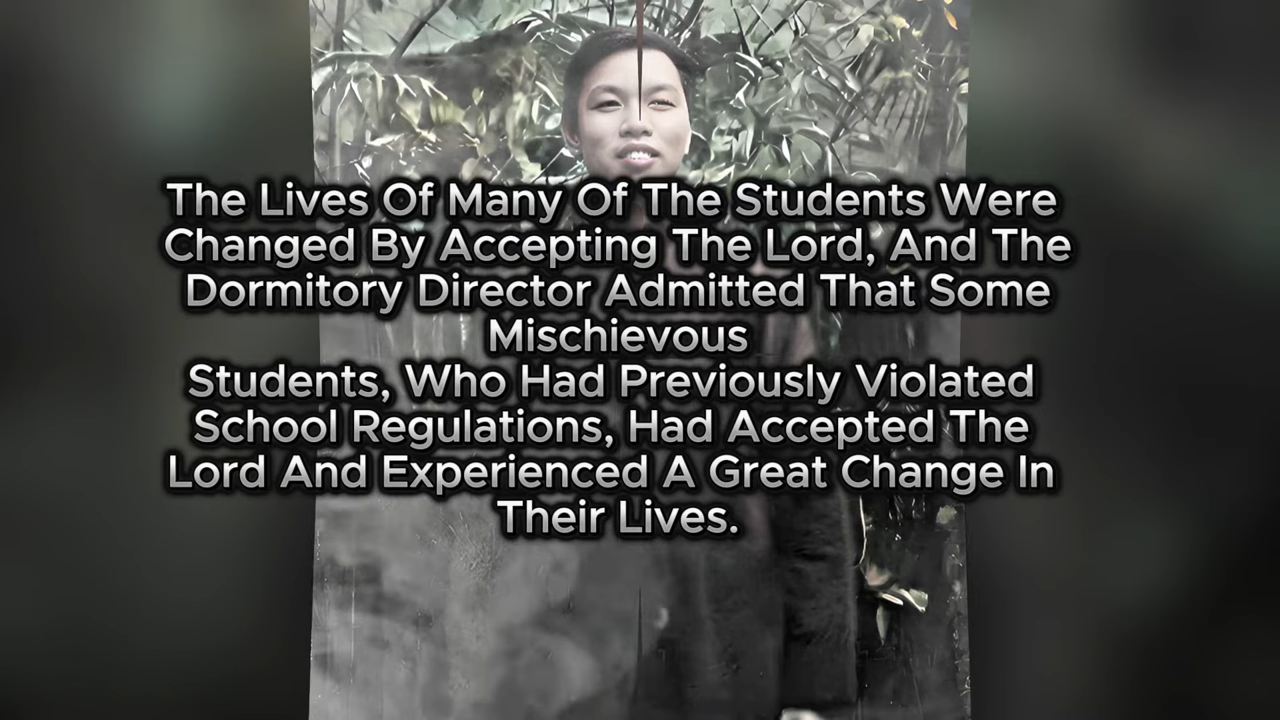 The Lives Of Many Of The Students Were
Changed By Accepting The Lord, And The
Dormitory Director Admitted That Some
Mischievous
Students, Who Had Previously Violated
School Regulations, Had Accepted The
Lord And Experienced A Great Change In
Their Lives.